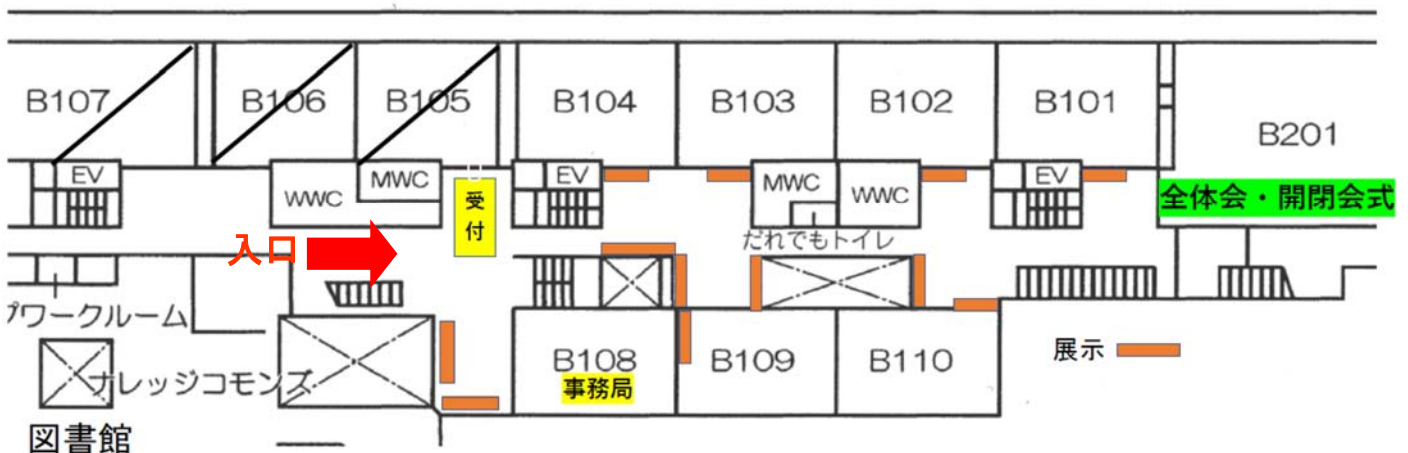 B107
B106
B105
B104
B103
B102
B101
B201
EV
WWC
MWC
受付
EV
MWC
WWC
EV
全体会・開閉会式
入口
だれでもトイレ
プワークルーム
ナレッジコモンズ
図書館
B108
事務局
B109
B110
展示